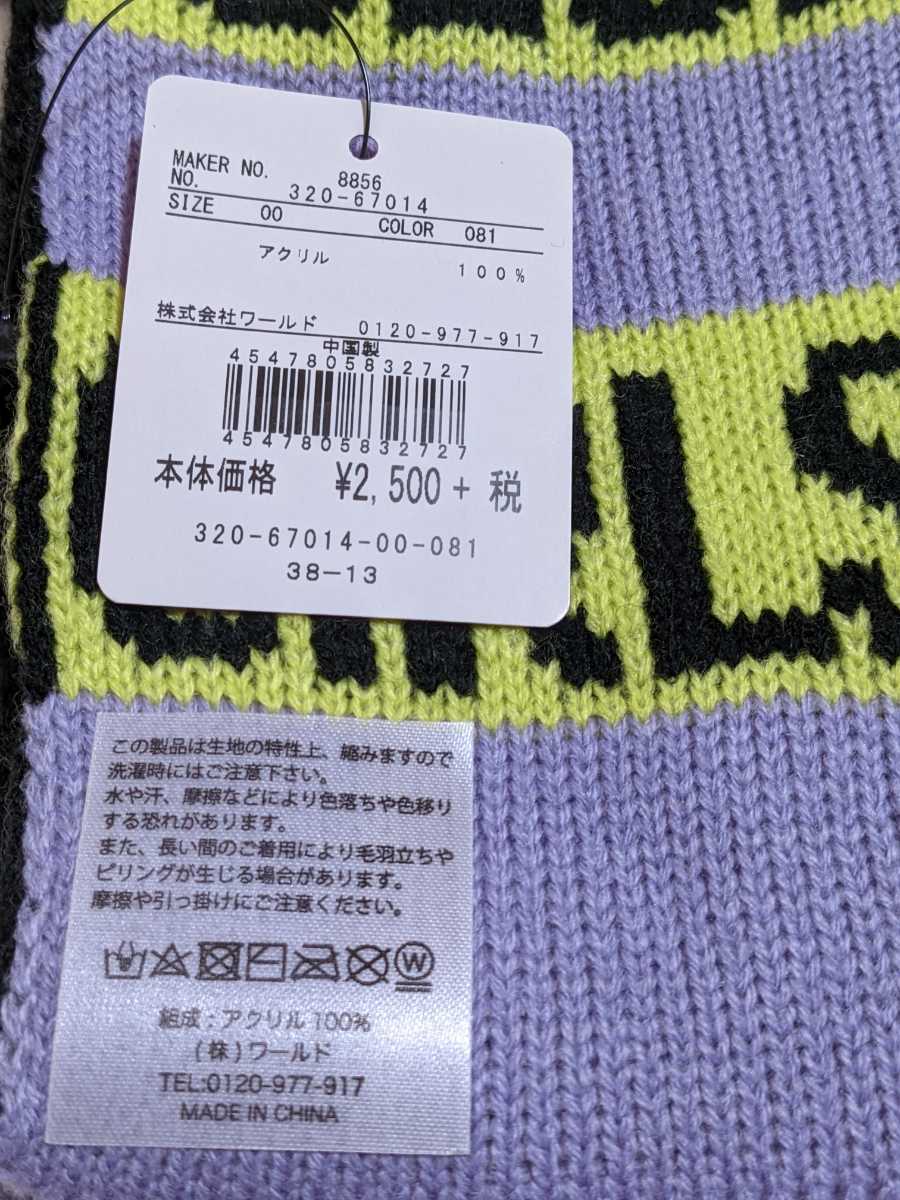 MAKER NO. 8856
NO. 320-67014
SIZE 00 COLOR 081
アクリル 100%
株式会社ワールド 0120-977-917
中国製
4547805832727
4547805832727
本体価格 ¥2,500 + 税
320-67014-00-081
38-13
この製品は生地の特性上、縮みますので
洗濯時にはご注意下さい。
水や汗、摩擦などにより色落ちや色移り
する恐れがあります。
また、長い間のご着用により毛羽立ちや
ピリングが生じる場合があります。
摩擦や引っ掛けにご注意ください。
W
組成:アクリル 100%
(株)ワールド
TEL:0120-977-917
MADE IN CHINA